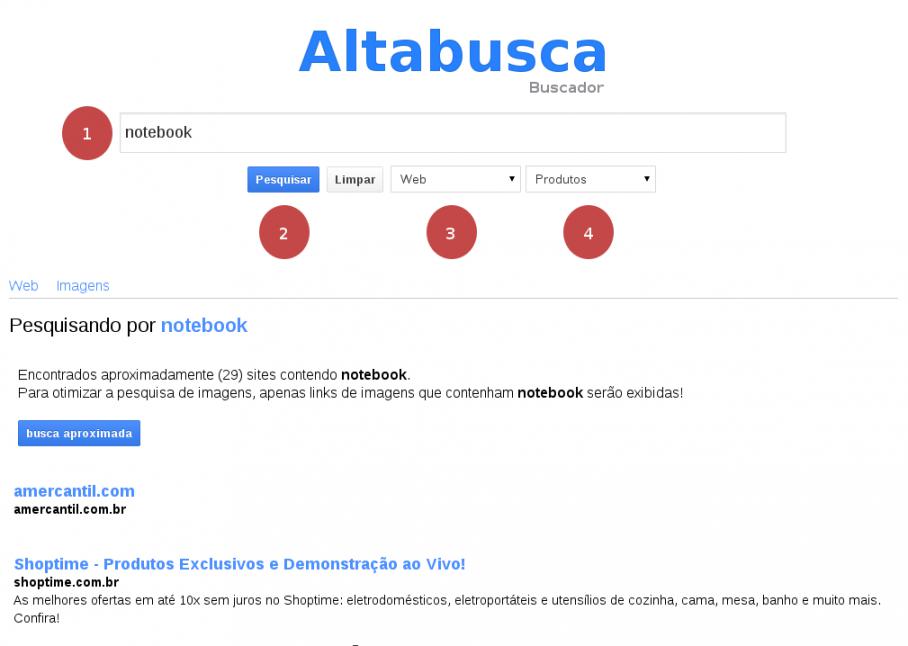 Altabusca
Buscador
1
notebook
Pesquisar Limpar Web Produtos
2 3 4
Web Imagens
Pesquisando por notebook
Encontrados aproximadamente (29) sites contendo notebook.
Para otimizar a pesquisa de imagens, apenas links de imagens que contenham notebook serão exibidas!
busca aproximada
amercantil.com
amercantil.com.br
Shoptime - Produtos Exclusivos e Demonstração ao Vivo!
shoptime.com.br
As melhores ofertas em até 10x sem juros no Shoptime: eletrodomésticos, eletroportáteis e utensílios de cozinha, cama, mesa, banho e muito mais.
Confira!